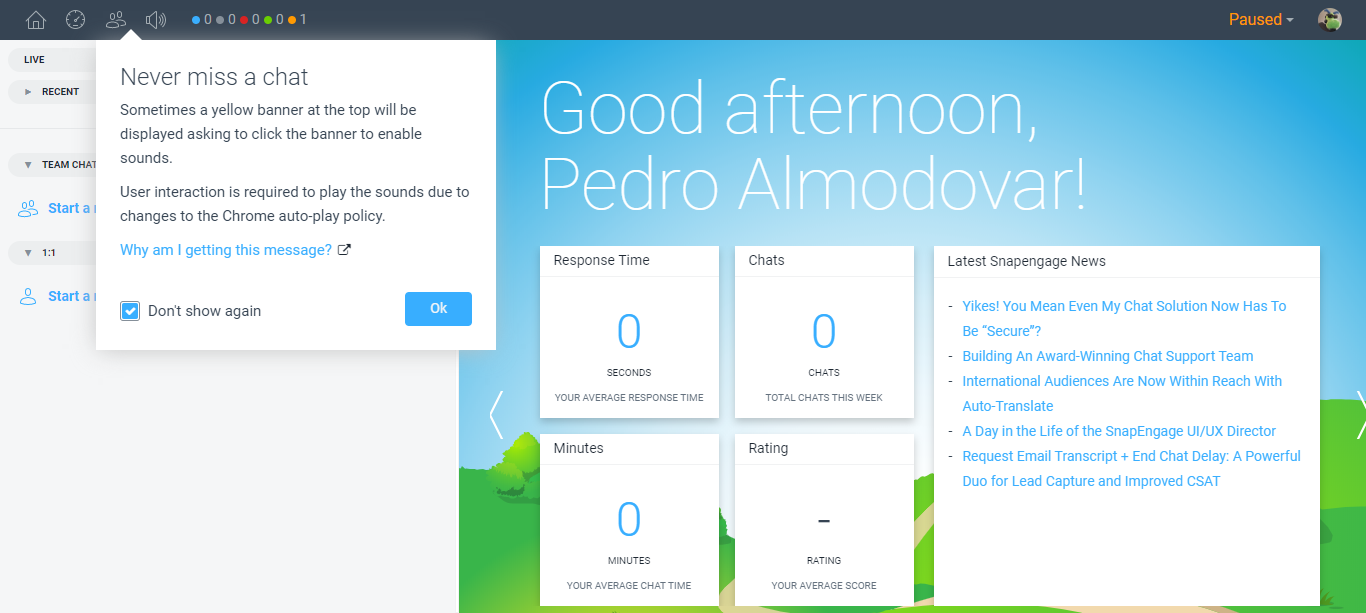 0 0 0 0 1
Paused
LIVE
RECENT
TEAM CHAT
Start a
1:1
Start a
Never miss a chat
Sometimes a yellow banner at the top will be
displayed asking to click the banner to enable
sounds.
User interaction is required to play the sounds due to
changes to the Chrome auto-play policy.
Why am I getting this message?
Don't show again
Ok
Good afternoon,
Pedro Almodovar!
Response Time
0
SECONDS
YOUR AVERAGE RESPONSE TIME
Chats
0
CHATS
TOTAL CHATS THIS WEEK
Minutes
0
MINUTES
YOUR AVERAGE CHAT TIME
Rating
-
RATING
YOUR AVERAGE SCORE
Latest Snapengage News
- Yikes! You Mean Even My Chat Solution Now Has To
Be “Secure”?
- Building An Award-Winning Chat Support Team
- International Audiences Are Now Within Reach With
Auto-Translate
- A Day in the Life of the SnapEngage UI/UX Director
- Request Email Transcript + End Chat Delay: A Powerful
Duo for Lead Capture and Improved CSAT